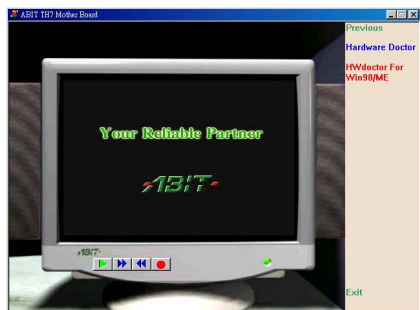 ABIT TH7 Mother Board
Previous
Hardware Doctor
HWdoctor For
Win98/ME
Your Reliable Partner
ABIT
ABIT
Exit